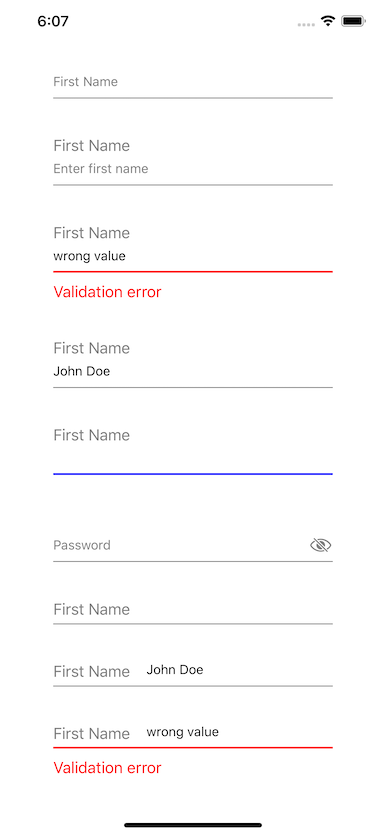 6:07
First Name
First Name
Enter first name
First Name
wrong value
Validation error
First Name
John Doe
First Name
Password
First Name
First Name John Doe
First Name wrong value
Validation error